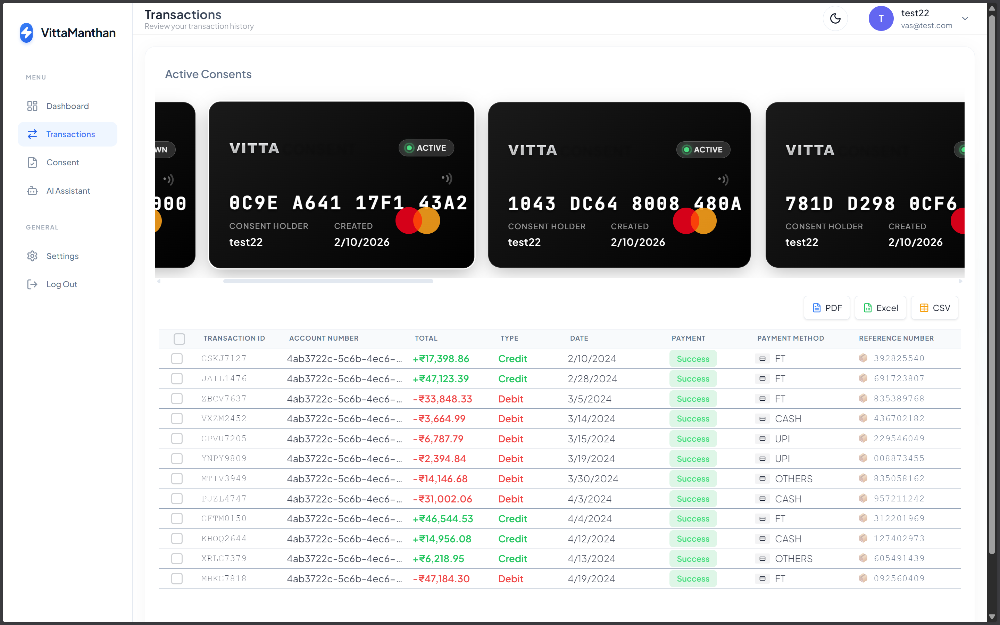 VittaManthan
MENU
Dashboard
Transactions
Consent
AI Assistant
GENERAL
Settings
Log Out
Transactions
Review your transaction history
T
test22
vas@test.com
Active Consents
WN
000
VITTA
ACTIVE
0C9E A641 17F1 43A2
CONSENT HOLDER CREATED
test22 2/10/2026
VITTA
ACTIVE
1043 DC64 8008 480A
CONSENT HOLDER CREATED
test22 2/10/2026
VITTA
781D D298 0CF6
CONSENT HOLDER CREATED
test22 2/10/2026
PDF Excel CSV
TRANSACTION ID ACCOUNT NUMBER TOTAL TYPE DATE PAYMENT PAYMENT METHOD REFERENCE NUMBER
GSKJ7127 4ab3722c-5c6b-4ec6-... +₹17,398.86 Credit 2/10/2024 Success FT 392825540
JAIL1476 4ab3722c-5c6b-4ec6-... +₹47,123.39 Credit 2/28/2024 Success FT 691723807
ZBCV7637 4ab3722c-5c6b-4ec6-... -₹33,848.33 Debit 3/5/2024 Success FT 835389768
VXZM2452 4ab3722c-5c6b-4ec6-... -₹3,664.99 Debit 3/14/2024 Success CASH 436702182
GPVU7205 4ab3722c-5c6b-4ec6-... -₹6,787.79 Debit 3/15/2024 Success UPI 229546049
YNPY9809 4ab3722c-5c6b-4ec6-... -₹2,394.84 Debit 3/19/2024 Success UPI 008873455
MTIV3949 4ab3722c-5c6b-4ec6-... -₹14,146.68 Debit 3/30/2024 Success OTHERS 835058162
PJZL4747 4ab3722c-5c6b-4ec6-... -₹31,002.06 Debit 4/3/2024 Success CASH 957211242
GFTM0150 4ab3722c-5c6b-4ec6-... +₹46,544.53 Credit 4/4/2024 Success FT 312201969
KHOQ2644 4ab3722c-5c6b-4ec6-... +₹14,956.08 Credit 4/12/2024 Success CASH 127402973
XRLG7379 4ab3722c-5c6b-4ec6-... +₹6,218.95 Credit 4/13/2024 Success OTHERS 605491439
MHKG7818 4ab3722c-5c6b-4ec6-... -₹47,184.30 Debit 4/19/2024 Success FT 092560409